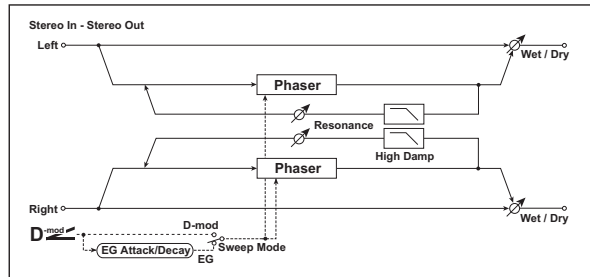 Stereo In - Stereo Out
Left
Wet / Dry
Phaser
Resonance
High Damp
Phaser
Right
Wet / Dry
D-mod
D-mod
EG Attack/Decay
Sweep Mode
EG